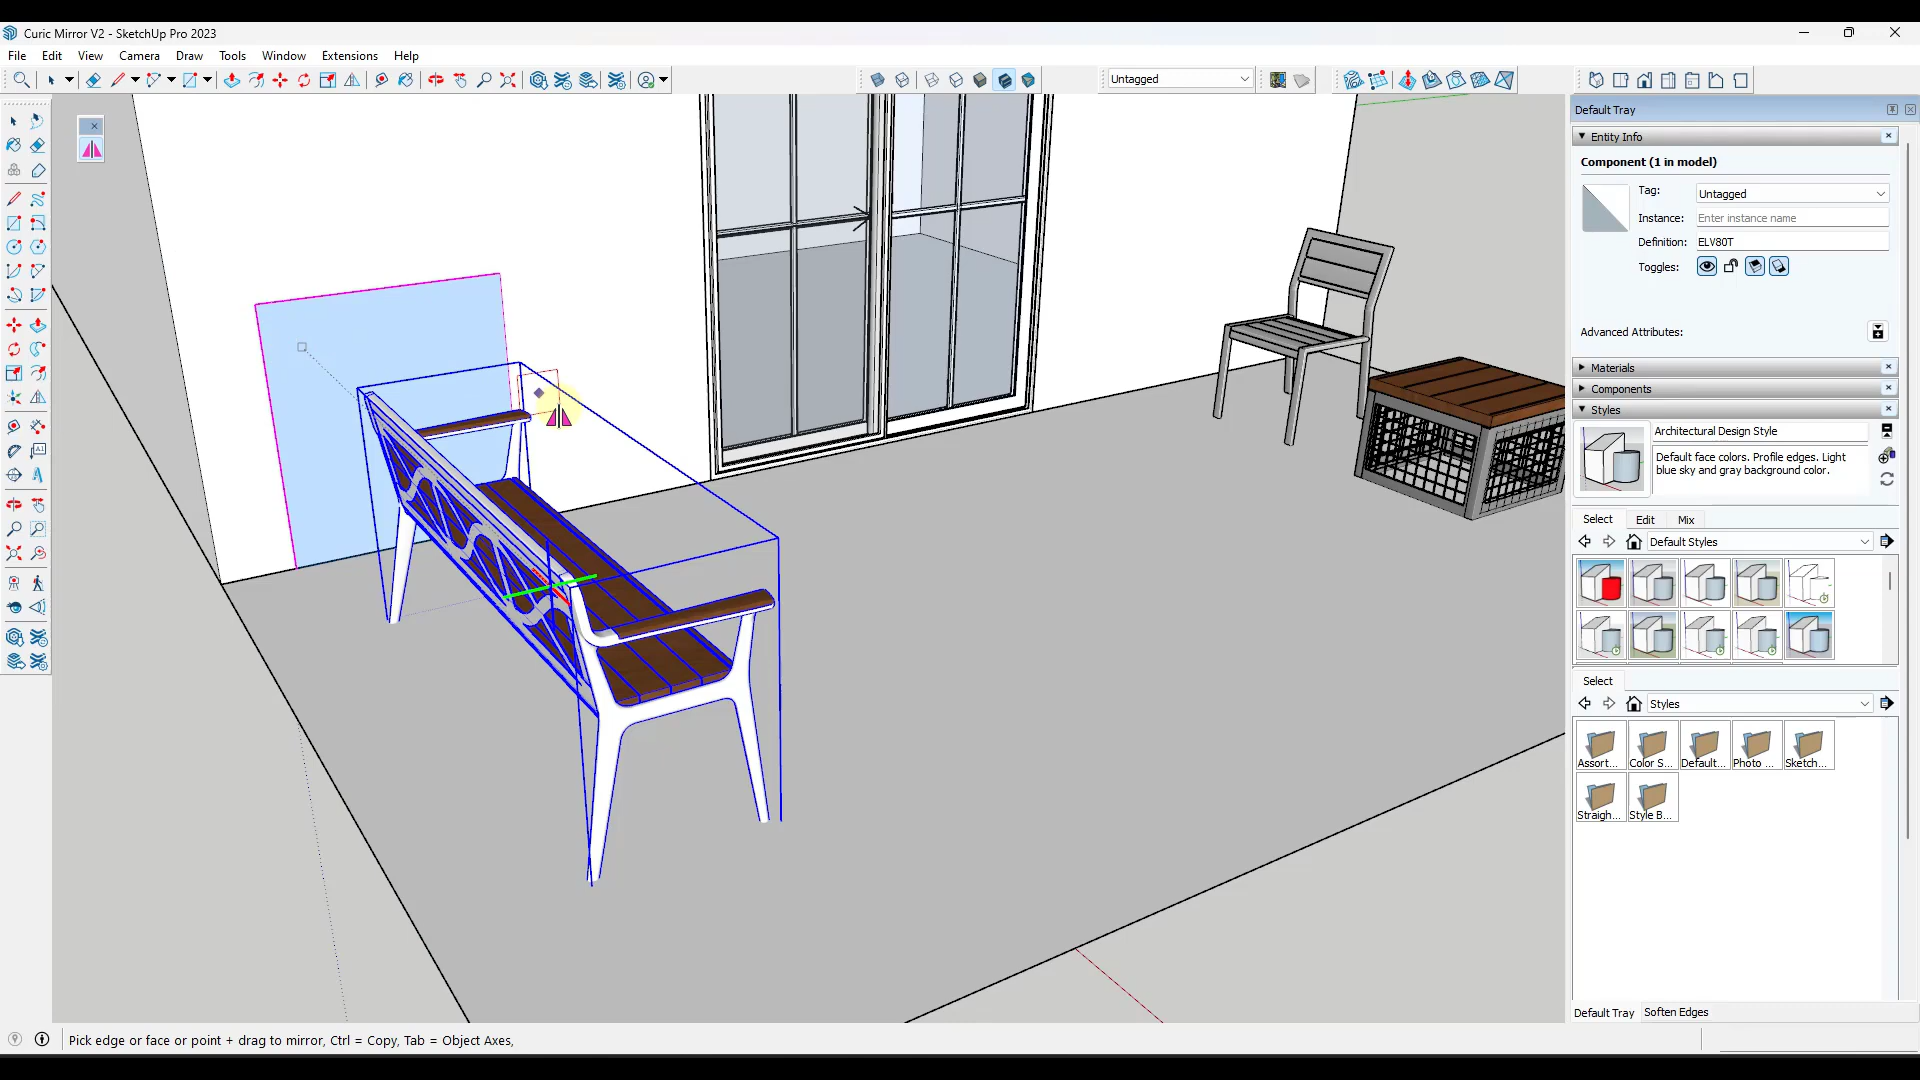 Curic Mirror V2 - SketchUp Pro 2023
File Edit View Camera Draw Tools Window Extensions Help
Untagged
Default Tray
Entity Info
Component (1 in model)
Tag: Untagged
Instance: Enter instance name
Definition: ELV80T
Toggles:
Advanced Attributes:
Materials
Components
Styles
Architectural Design Style
Default face colors. Profile edges. Light
blue sky and gray background color.
Select Edit Mix
Default Styles
Select
Styles
Assort... Color S... Default... Photo ... Sketch...
Straigh... Style B...
Default Tray Soften Edges
Pick edge or face or point + drag to mirror, Ctrl = Copy, Tab = Object Axes,